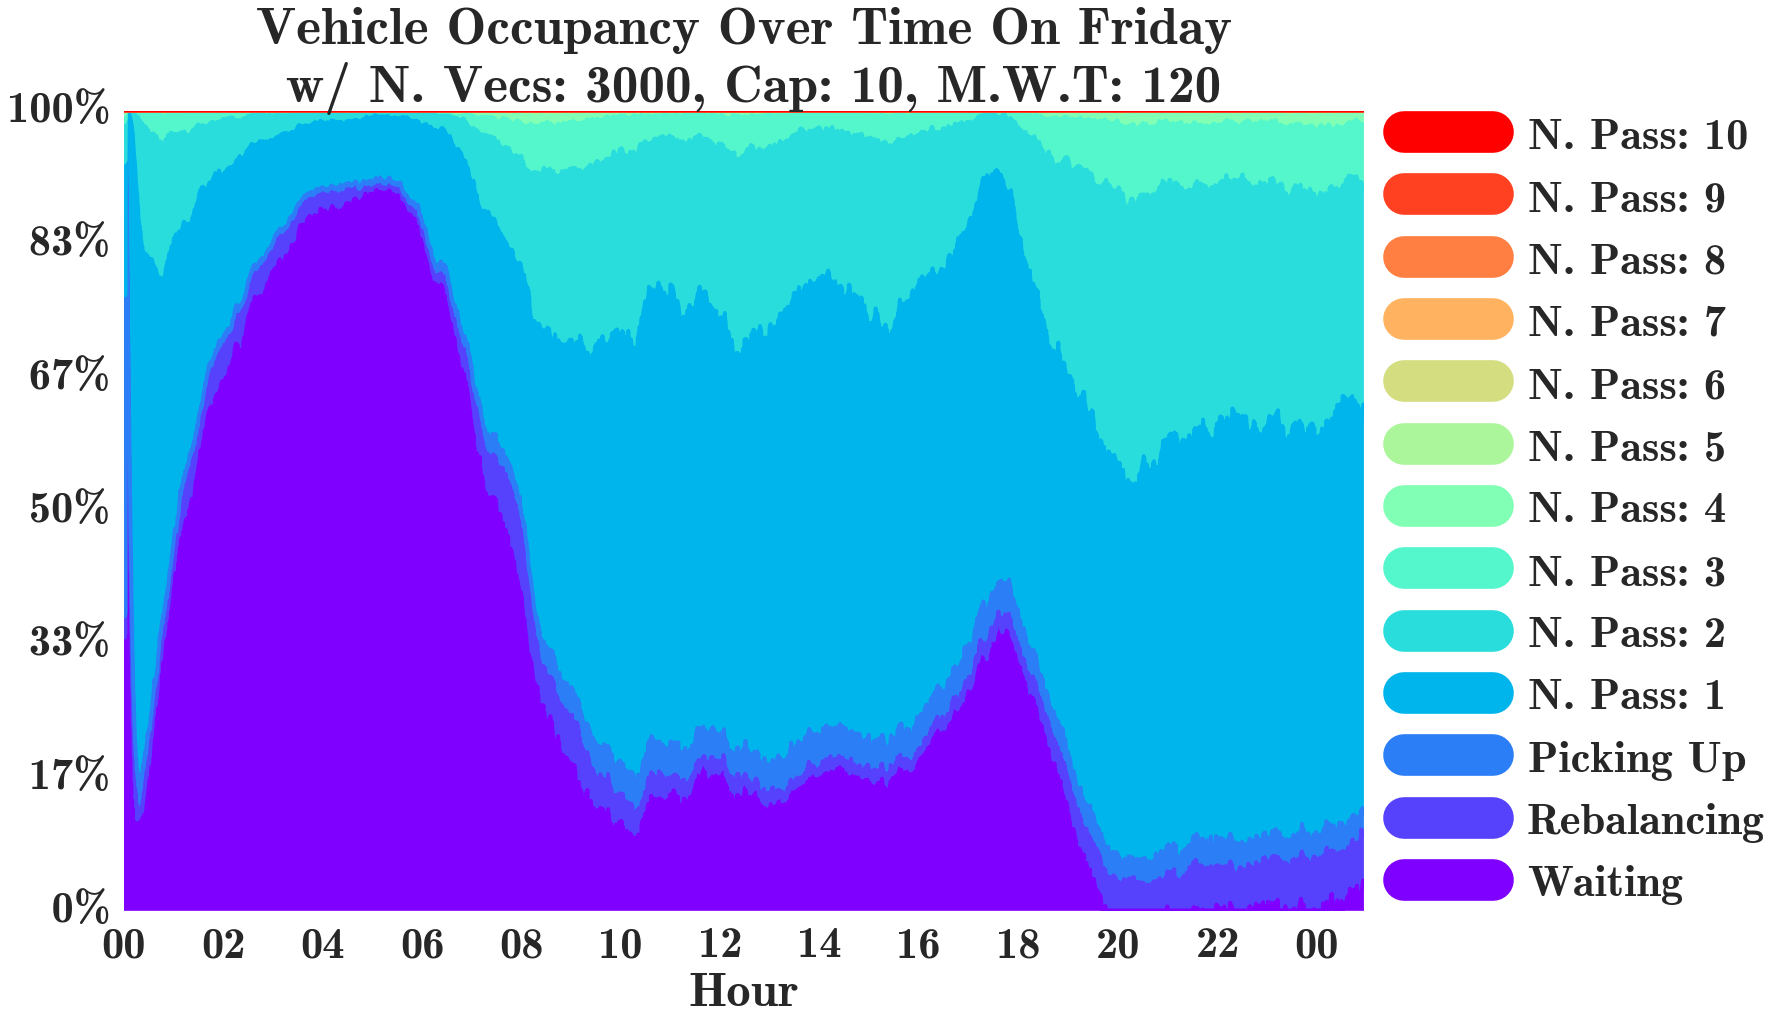 Vehicle Occupancy Over Time On Friday
w/ N. Vecs: 3000, Cap: 10, M.W.T: 120
100%
83%
67%
50%
33%
17%
0%
00 02 04 06 08 10 12 14 16 18 20 22 00
Hour
N. Pass: 10
N. Pass: 9
N. Pass: 8
N. Pass: 7
N. Pass: 6
N. Pass: 5
N. Pass: 4
N. Pass: 3
N. Pass: 2
N. Pass: 1
Picking Up
Rebalancing
Waiting